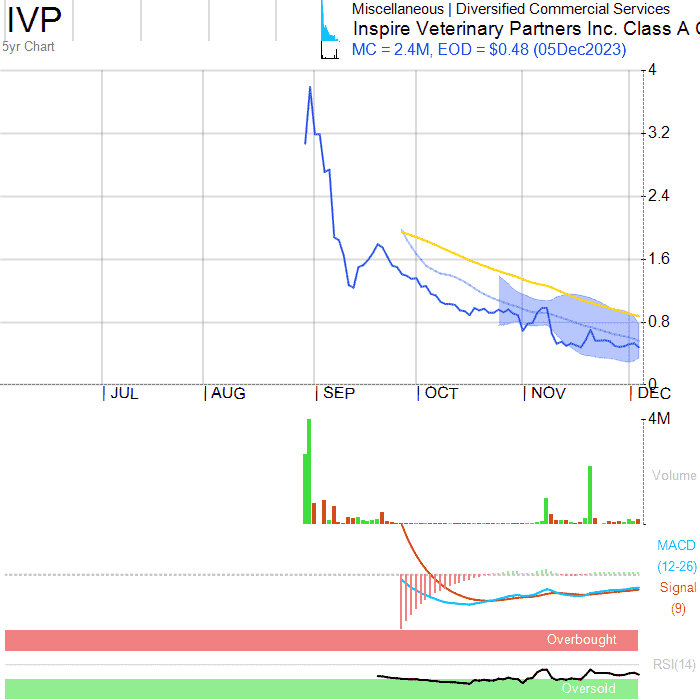 IVP
5yr Chart
Miscellaneous | Diversified Commercial Services
Inspire Veterinary Partners Inc. Class A C
MC = 2.4M, EOD = $0.48 (05Dec2023)
4
3.2
2.4
1.6
0.8
0
JUL AUG SEP OCT NOV DEC
4M
Volume
MACD
(12-26)
Signal
(9)
Overbought
RSI(14)
Oversold